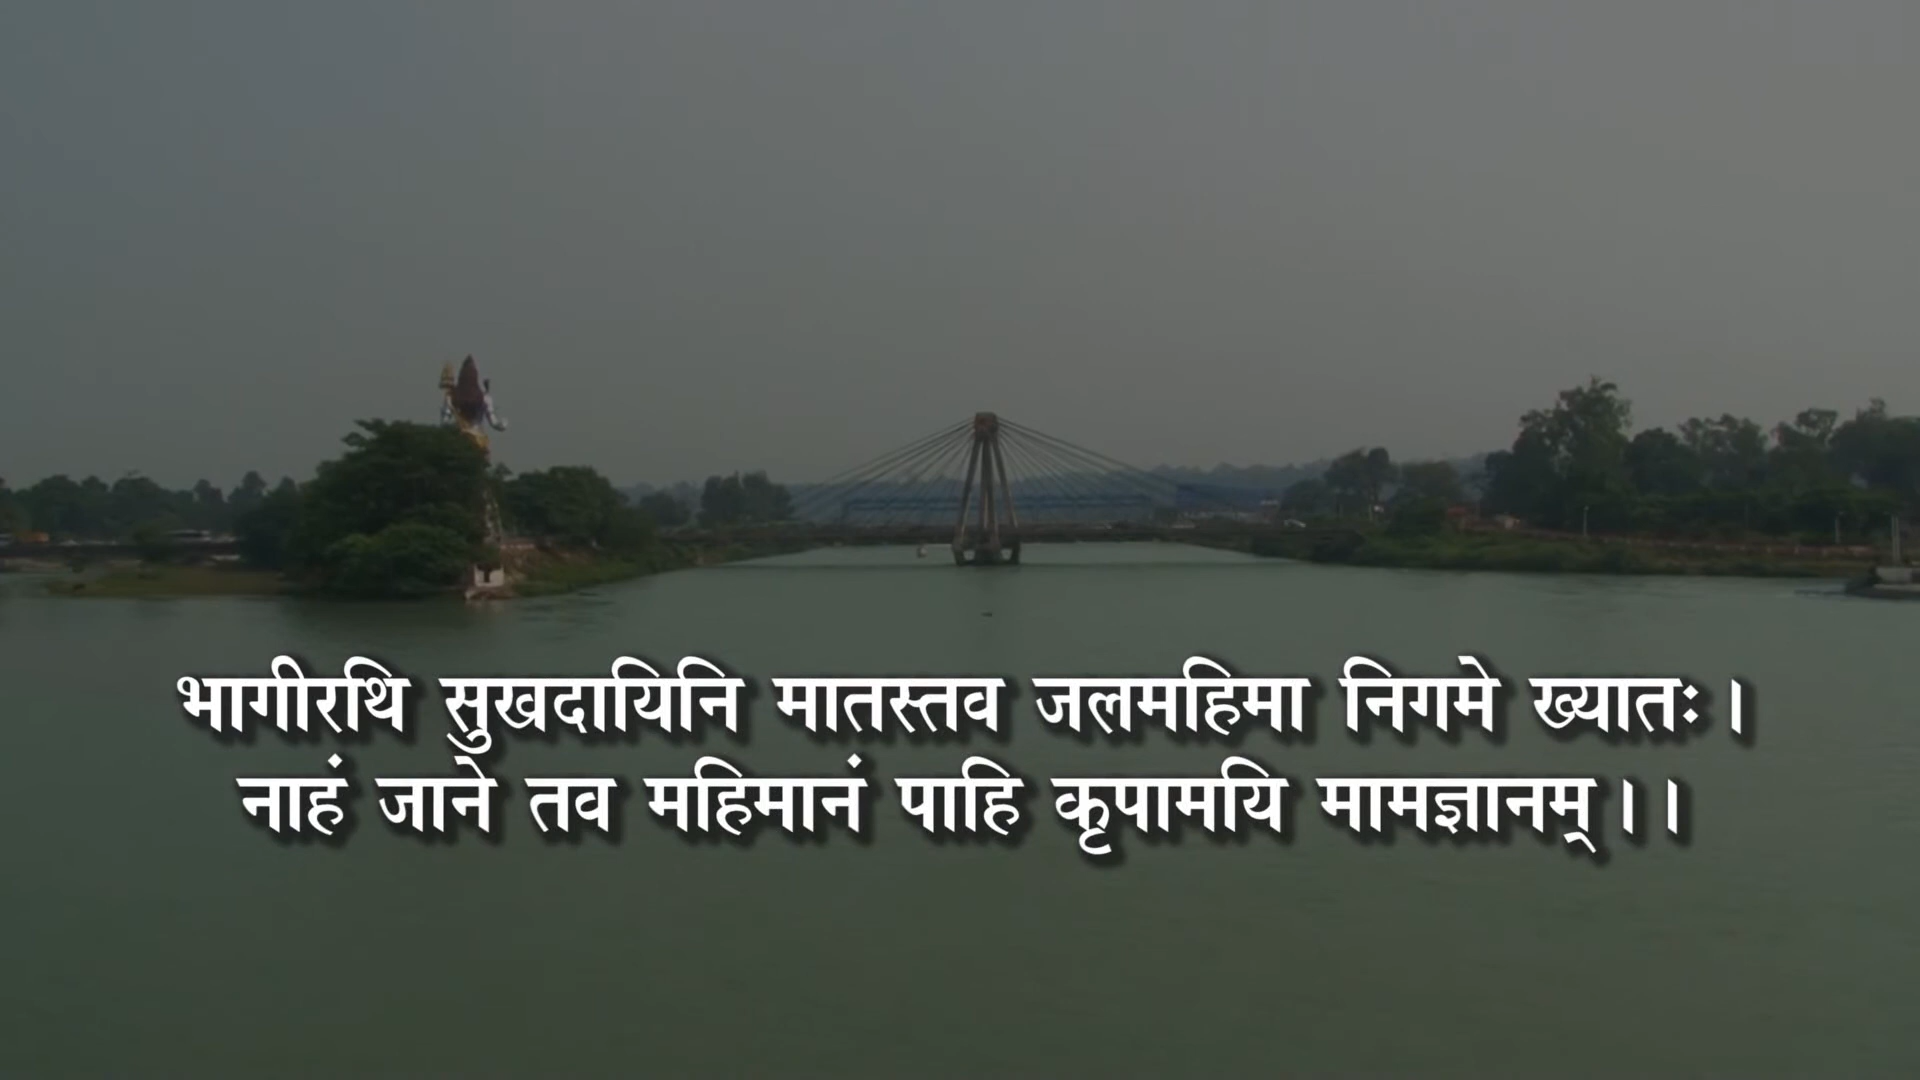 भागीरथि सुखदायिनि मातस्तव जलमहिमा निगमे ख्यातः।
नाहं जाने तव महिमानं पाहि कृपामयि मामज्ञानम्।।